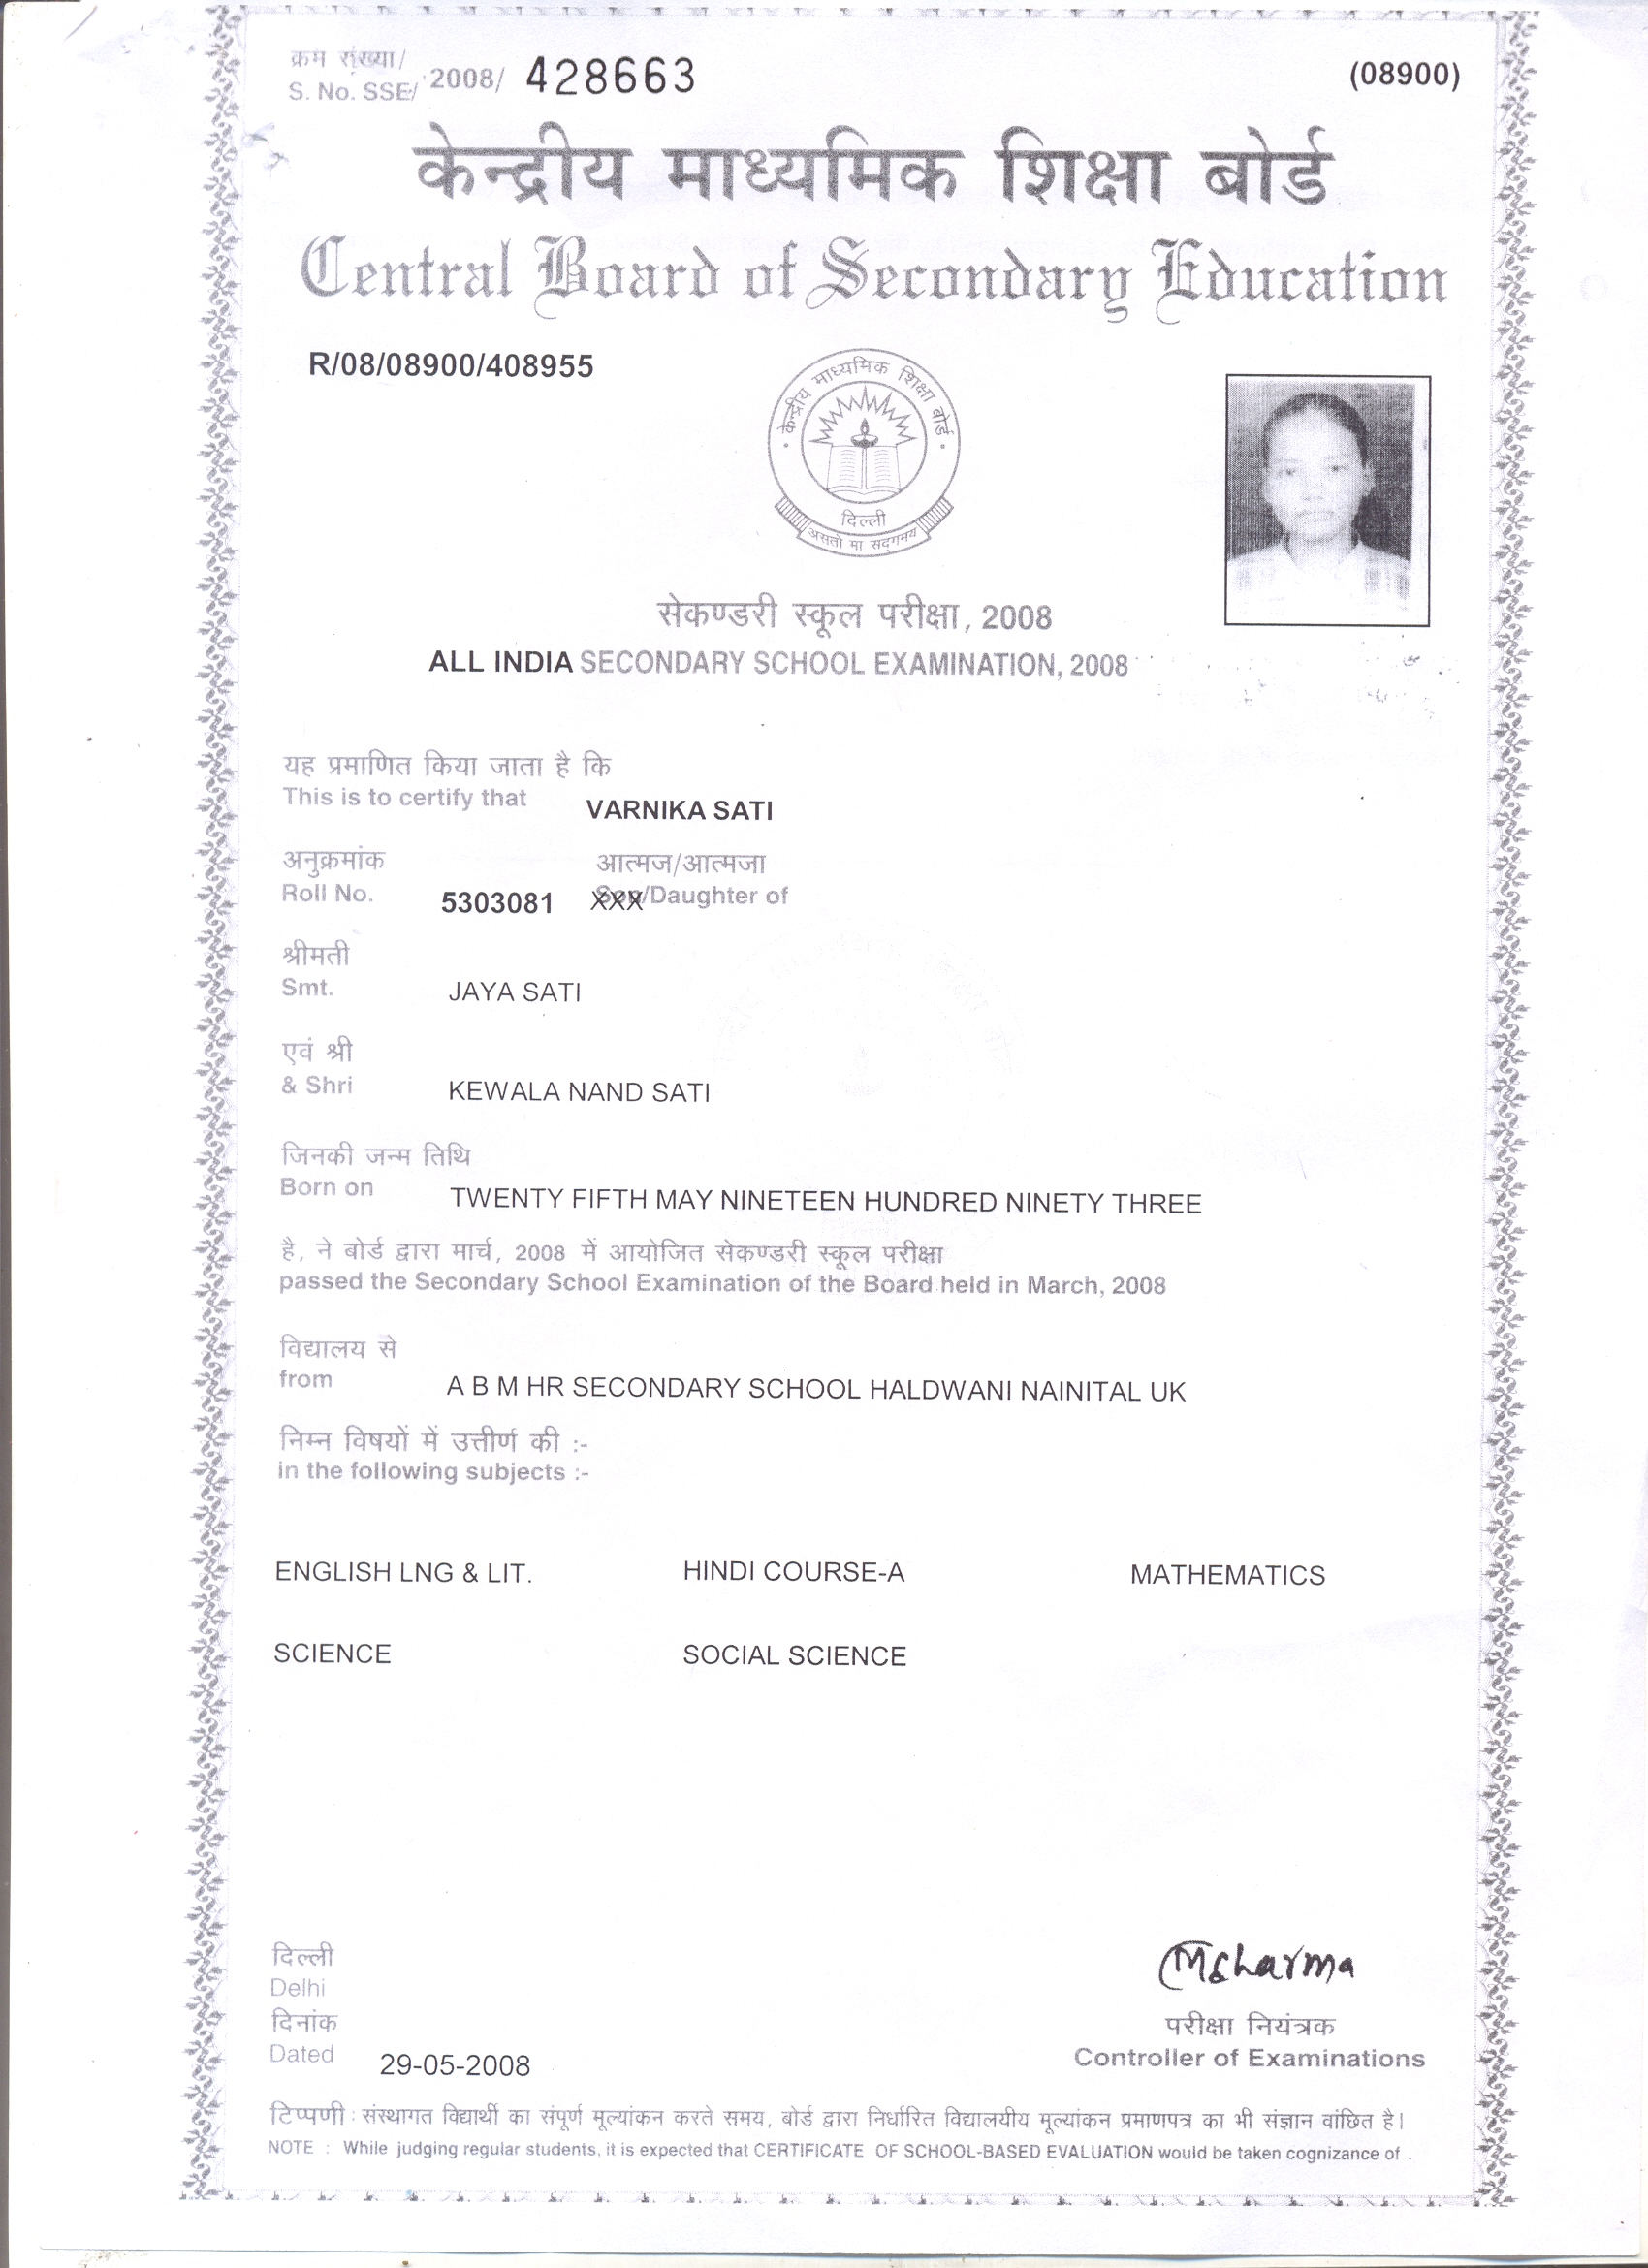 क्रम संख्या/
S. No. SSE/ 2008/ 428663
(08900)
केन्द्रीय माध्यमिक शिक्षा बोर्ड
Central Board of Secondary Education
R/08/08900/408955
केन्द्रीय माध्यमिक शिक्षा बोर्ड
दिल्ली
असतो मा सद्गमय
सेकण्डरी स्कूल परीक्षा, 2008
ALL INDIA SECONDARY SCHOOL EXAMINATION, 2008
यह प्रमाणित किया जाता है कि
This is to certify that VARNIKA SATI
अनुक्रमांक आत्मज/आत्मजा
Roll No. 5303081 Son/Daughter of
श्रीमती
Smt. JAYA SATI
एवं श्री
& Shri KEWALA NAND SATI
जिनकी जन्म तिथि
Born on TWENTY FIFTH MAY NINETEEN HUNDRED NINETY THREE
है, ने बोर्ड द्वारा मार्च, 2008 में आयोजित सेकण्डरी स्कूल परीक्षा
passed the Secondary School Examination of the Board held in March, 2008
विद्यालय से
from A B M HR SECONDARY SCHOOL HALDWANI NAINITAL UK
निम्न विषयों में उत्तीर्ण की :-
in the following subjects :-
ENGLISH LNG & LIT. HINDI COURSE-A MATHEMATICS
SCIENCE SOCIAL SCIENCE
दिल्ली
Delhi
दिनांक
Dated 29-05-2008
MSharma
परीक्षा नियंत्रक
Controller of Examinations
टिप्पणी : संस्थागत विद्यार्थी का संपूर्ण मूल्यांकन करते समय, बोर्ड द्वारा निर्धारित विद्यालयीय मूल्यांकन प्रमाणपत्र का भी संज्ञान वांछित है।
NOTE : While judging regular students, it is expected that CERTIFICATE OF SCHOOL-BASED EVALUATION would be taken cognizance of .